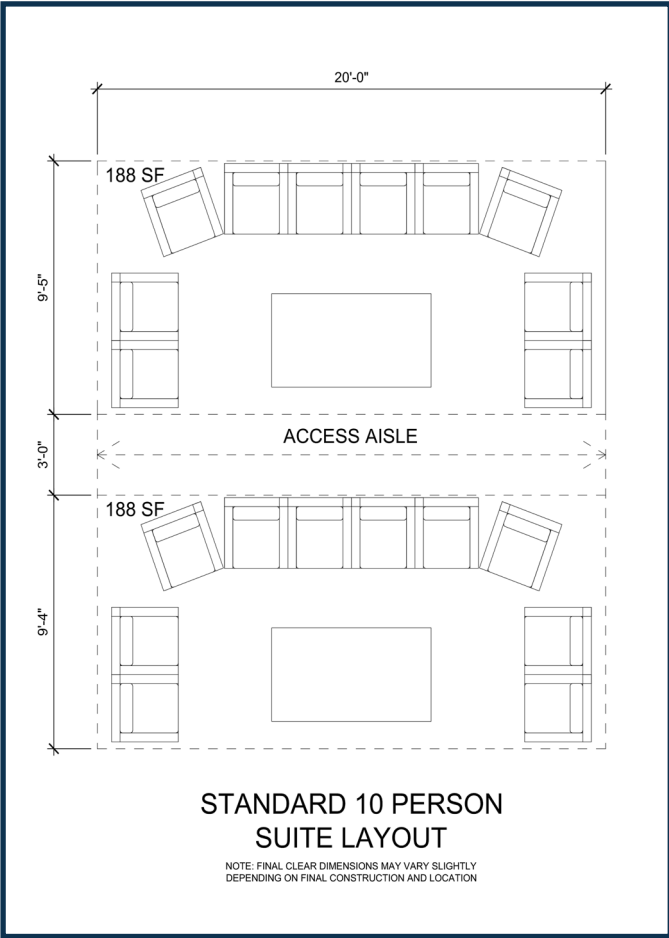 20'-0"
188 SF
9'-5"
ACCESS AISLE
3'-0"
188 SF
9'-4"
STANDARD 10 PERSON
SUITE LAYOUT
NOTE: FINAL CLEAR DIMENSIONS MAY VARY SLIGHTLY
DEPENDING ON FINAL CONSTRUCTION AND LOCATION